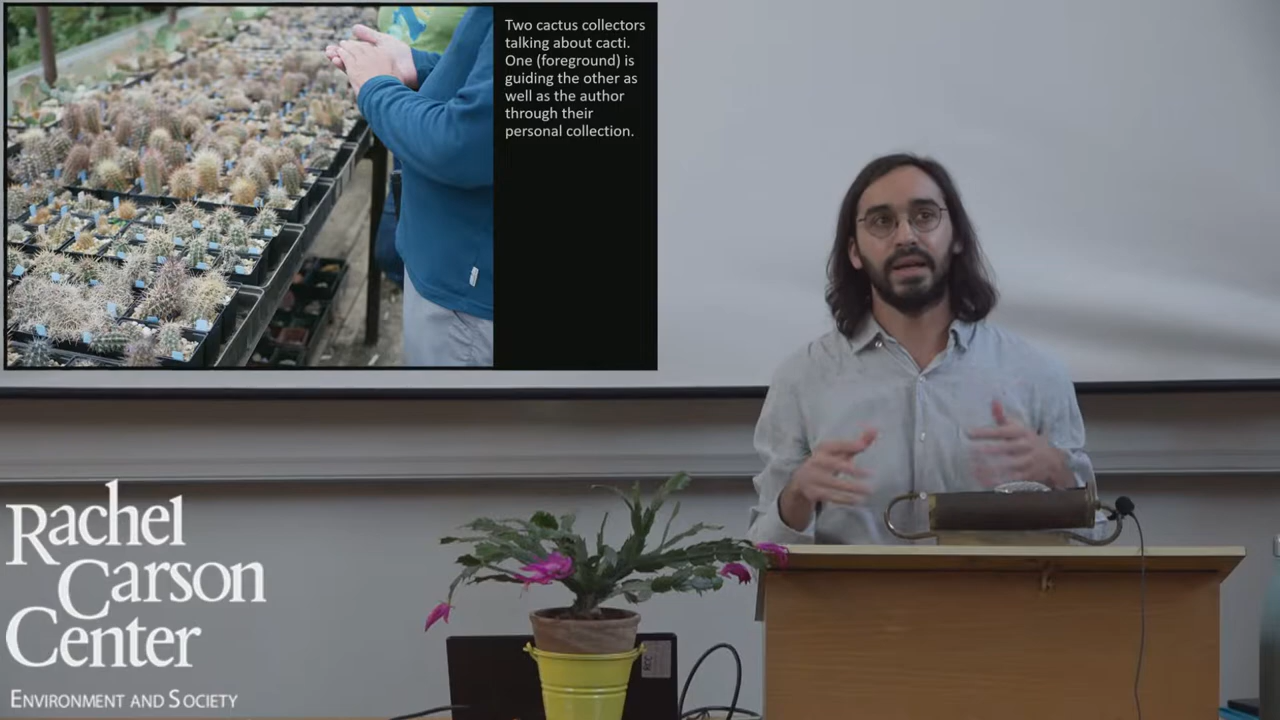 Two cactus collectors
talking about cacti.
One (foreground) is
guiding the other as
well as the author
through their
personal collection.
Rachel
Carson
Center
Environment and Society
RCC